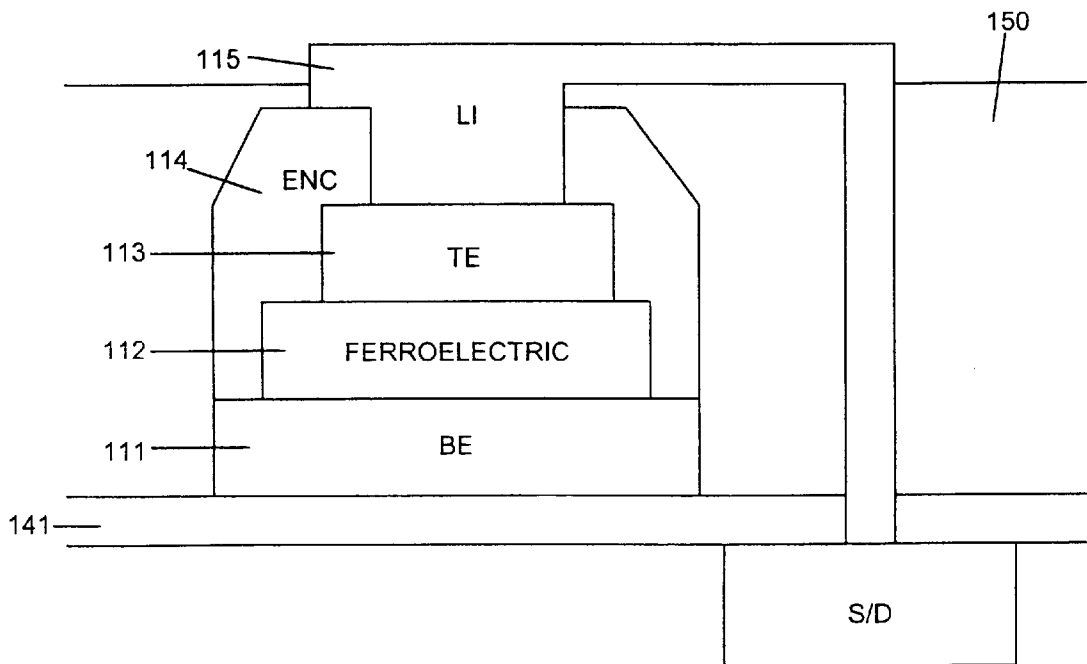 150
115
LI
114
ENC
113
TE
112
FERROELECTRIC
111
BE
141
S/D